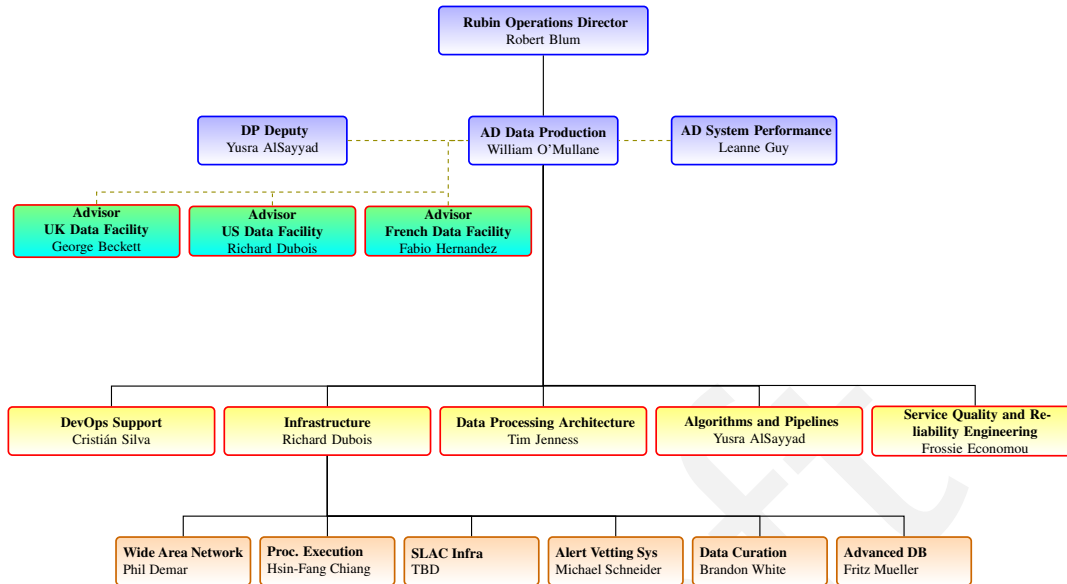 Rubin Operations Director
Robert Blum
DP Deputy
Yusra AlSayyad
AD Data Production
William O’Mullane
AD System Performance
Leanne Guy
Advisor
UK Data Facility
George Beckett
Advisor
US Data Facility
Richard Dubois
Advisor
French Data Facility
Fabio Hernandez
DevOps Support
Cristián Silva
Infrastructure
Richard Dubois
Data Processing Architecture
Tim Jenness
Algorithms and Pipelines
Yusra AlSayyad
Service Quality and Re-
liability Engineering
Frossie Economou
Wide Area Network
Phil Demar
Proc. Execution
Hsin-Fang Chiang
SLAC Infra
TBD
Alert Vetting Sys
Michael Schneider
Data Curation
Brandon White
Advanced DB
Fritz Mueller
ft